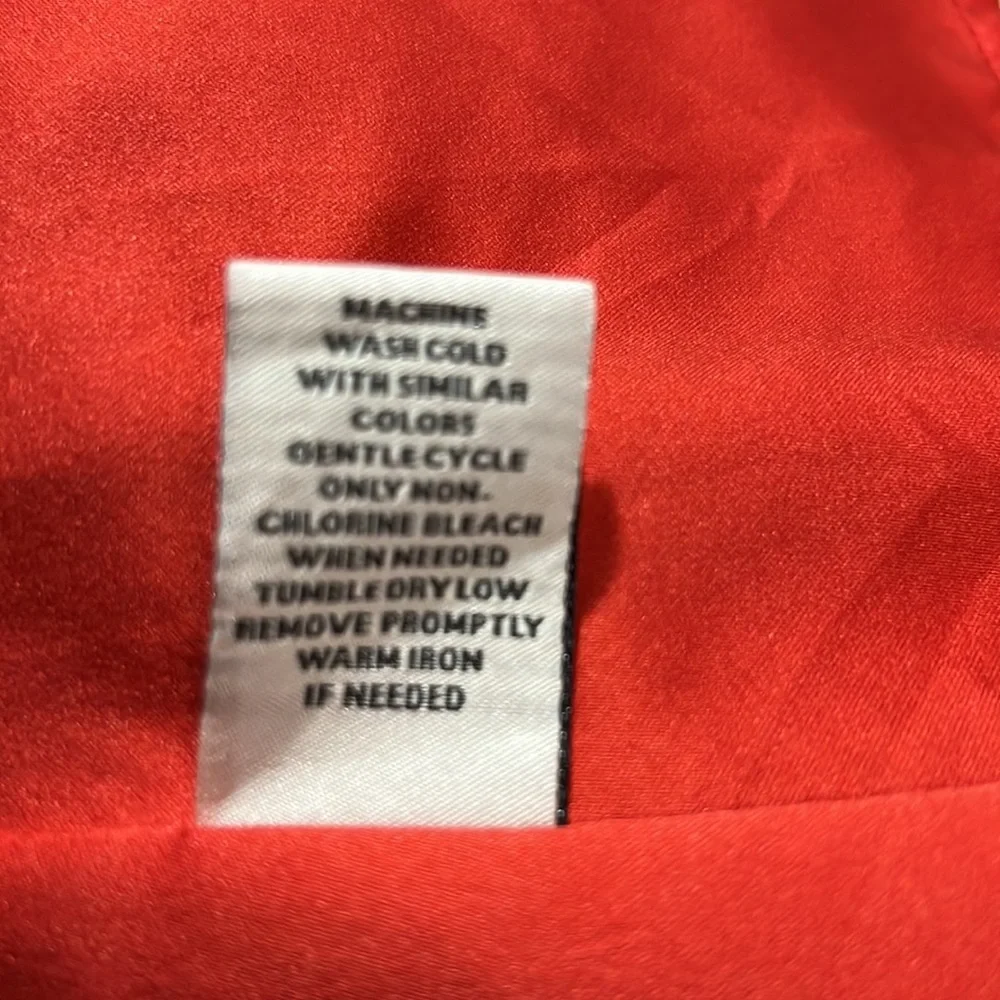 MACHINE
WASH COLD
WITH SIMILAR
COLORS
GENTLE CYCLE
ONLY NON-
CHLORINE BLEACH
WHEN NEEDED
TUMBLE DRY LOW
REMOVE PROMPTLY
WARM IRON
IF NEEDED